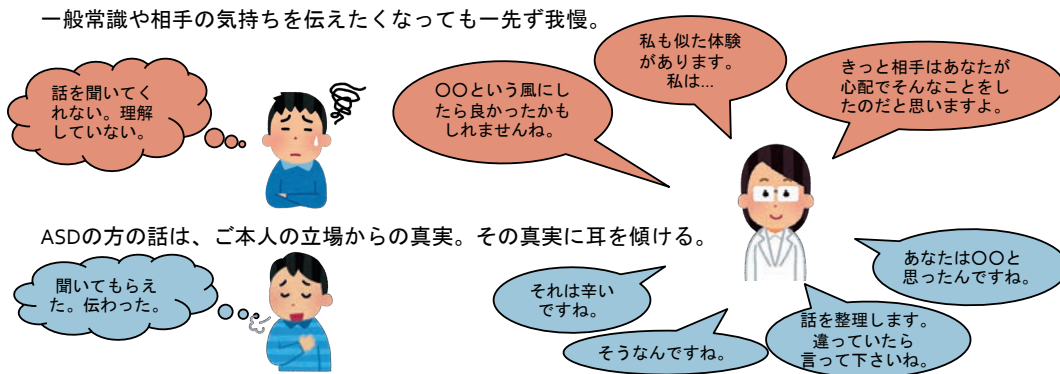 一般常識や相手の気持ちを伝えたくなっても一先ず我慢。
話を聞いてく
れない。理解
していない。
〇〇という風にし
たら良かったかも
しれませんね。
私も似た体験
があります。
私は…
きっと相手はあなたが
心配でそんなことをし
たのだと思いますよ。
ASDの方の話は、ご本人の立場からの真実。その真実に耳を傾ける。
聞いてもらえ
た。伝わった。
それは辛い
ですね。
そうなんですね。
話を整理します。
違っていたら
言って下さいね。
あなたは〇〇と
思ったんですね。